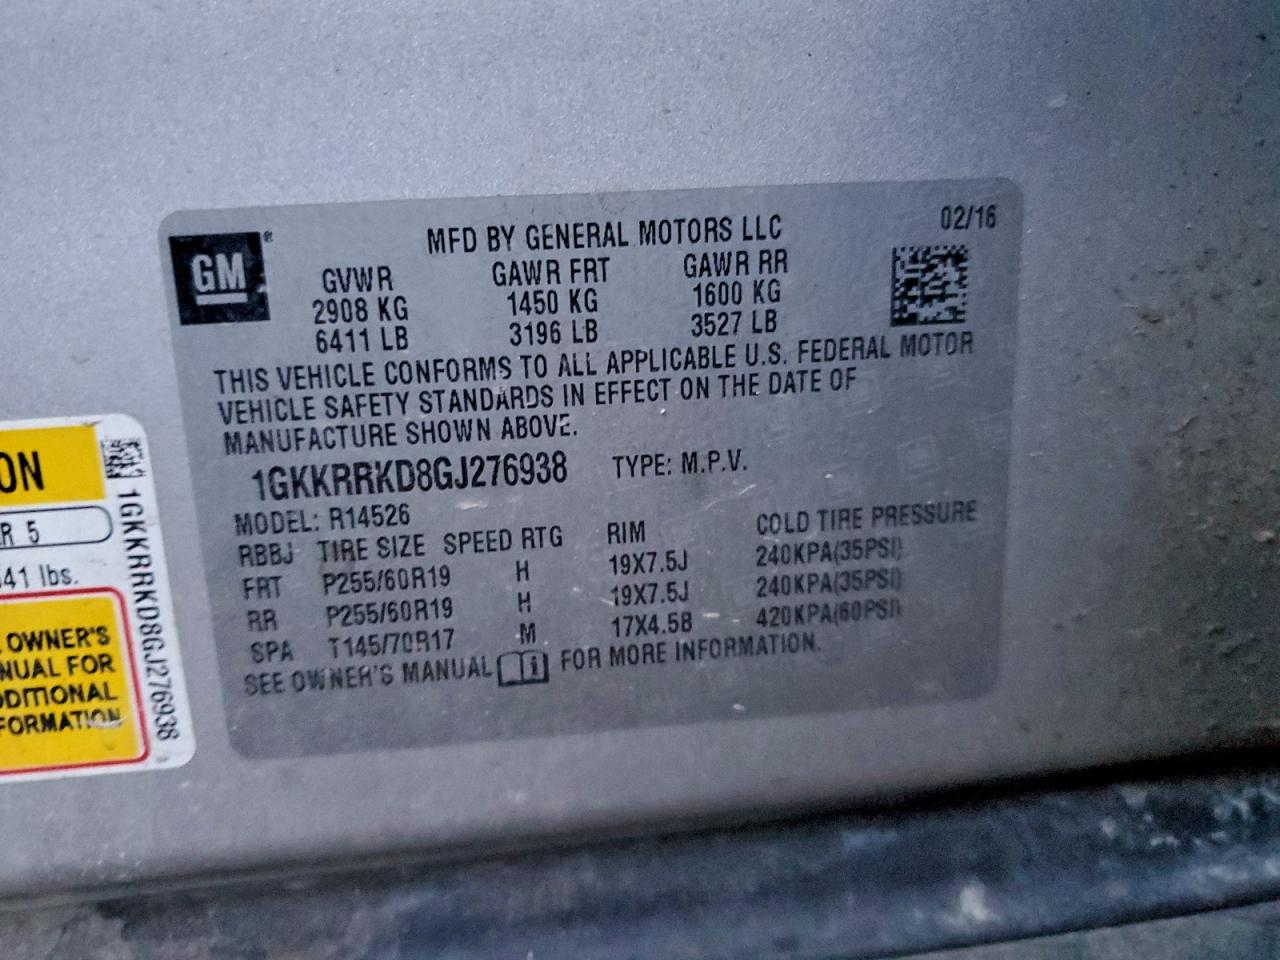 GM
MFD BY GENERAL MOTORS LLC
02/16
GVWR GAWR FRT GAWR RR
2908 KG 1450 KG 1600 KG
6411 LB 3196 LB 3527 LB
THIS VEHICLE CONFORMS TO ALL APPLICABLE U.S. FEDERAL MOTOR
VEHICLE SAFETY STANDARDS IN EFFECT ON THE DATE OF
MANUFACTURE SHOWN ABOVE.
1GKKRRKD8GJ276938 TYPE: M.P.V.
MODEL: R14526
RBBJ TIRE SIZE SPEED RTG RIM COLD TIRE PRESSURE
FRT P255/60R19 H 19X7.5J 240KPA(35PSI)
RR P255/60R19 H 19X7.5J 240KPA(35PSI)
SPA T145/70R17 M 17X4.5B 420KPA(60PSI)
SEE OWNER'S MANUAL FOR MORE INFORMATION.
ON
R 5
41 lbs.
OWNER'S
NUAL FOR
DDITIONAL
FORMATION
1GKKRRKD8GJ276938